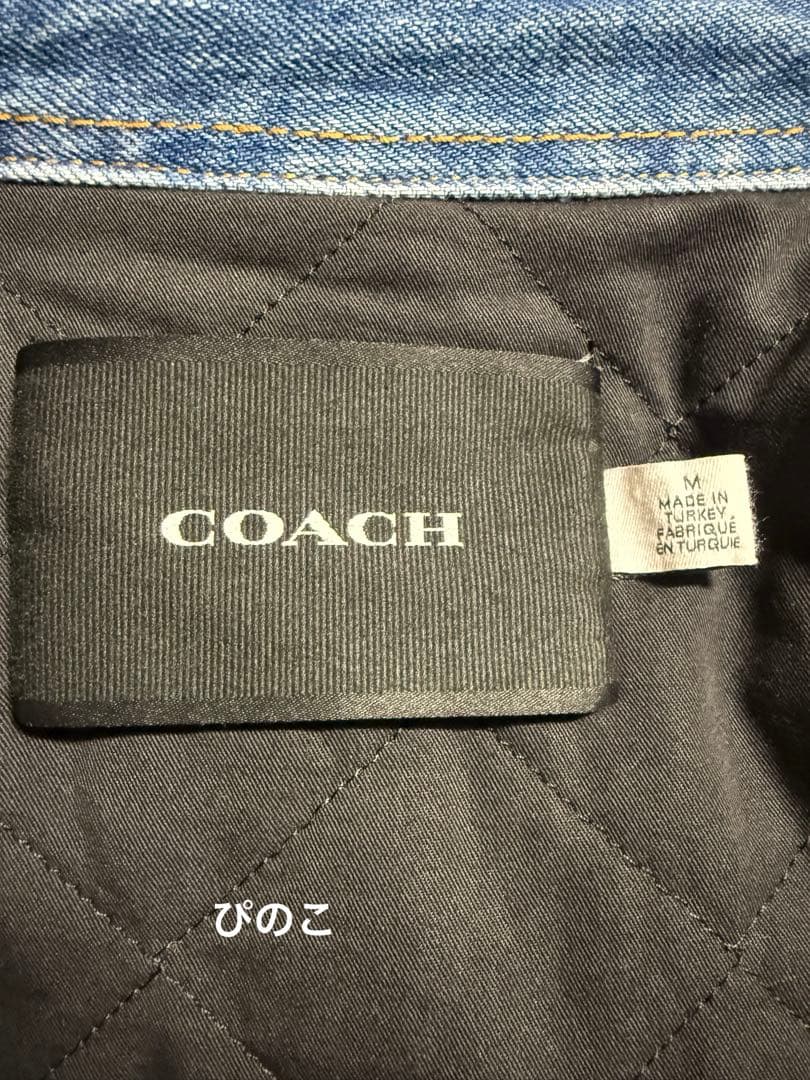 COACH
M
MADE IN
TURKEY
FABRIQUÉ
EN TURQUIE
ぴのこ